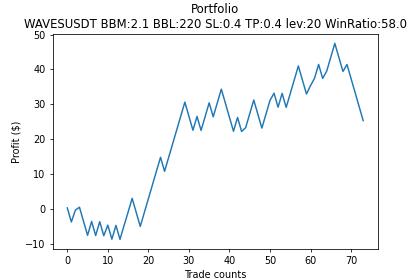 Portfolio
WAVESUSDT BBM:2.1 BBL:220 SL:0.4 TP:0.4 lev:20 WinRatio:58.0
50
40
30
20
10
0
−10
Profit ($)
0 10 20 30 40 50 60 70
Trade counts